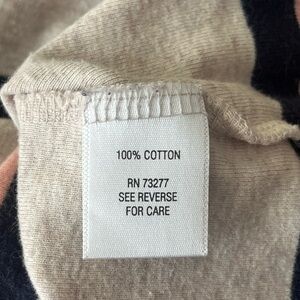 100% COTTON
RN 73277
SEE REVERSE
FOR CARE